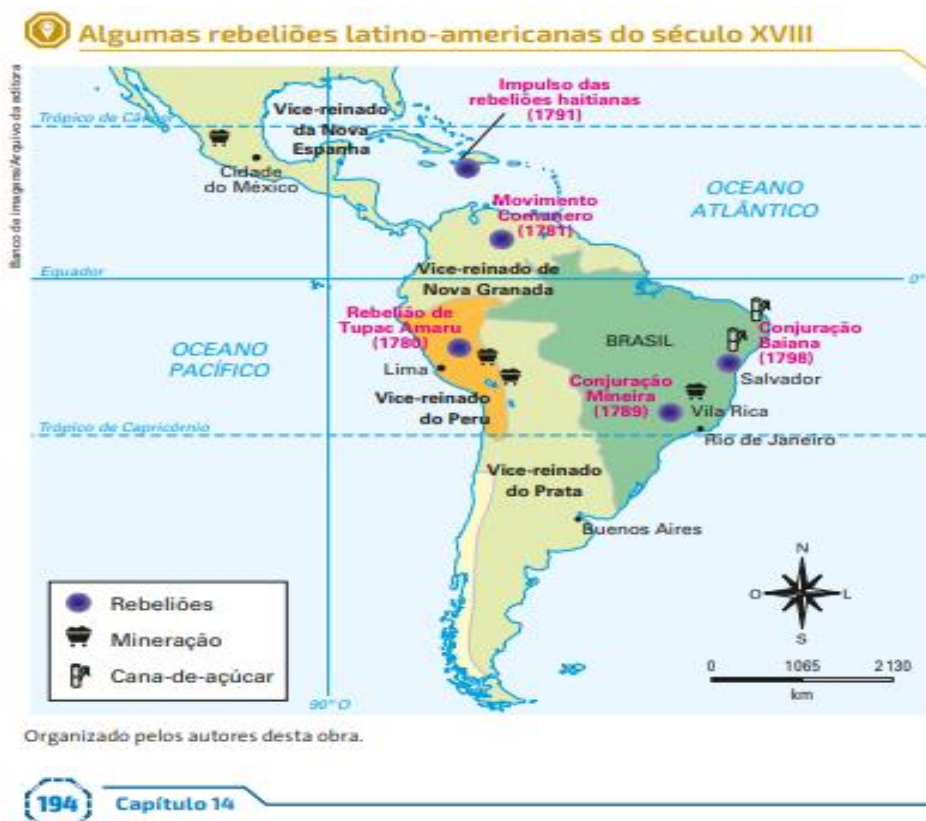 Algumas rebeliões latino-americanas do século XVIII
Banco de imagens/Arquivo da editora
Impulso das
rebeliões haitianas
(1791)
Vice-reinado
da Nova
Espanha
Trópico de Câncer
Cidade
do México
OCEANO
ATLÂNTICO
Movimento
Comunero
(1781)
Equador
0°
Vice-reinado de
Nova Granada
Rebelião de
Tupac Amaru
(1780)
BRASIL
Conjuração
Baiana
(1798)
OCEANO
PACÍFICO
Lima
Salvador
Conjuração
Mineira
(1789)
Vice-reinado
do Peru
Vila Rica
Trópico de Capricórnio
Rio de Janeiro
Vice-reinado
do Prata
Buenos Aires
N
O
L
S
Rebeliões
Mineração
Cana-de-açúcar
0 1065 2 130
km
90° O
Organizado pelos autores desta obra.
194 Capítulo 14